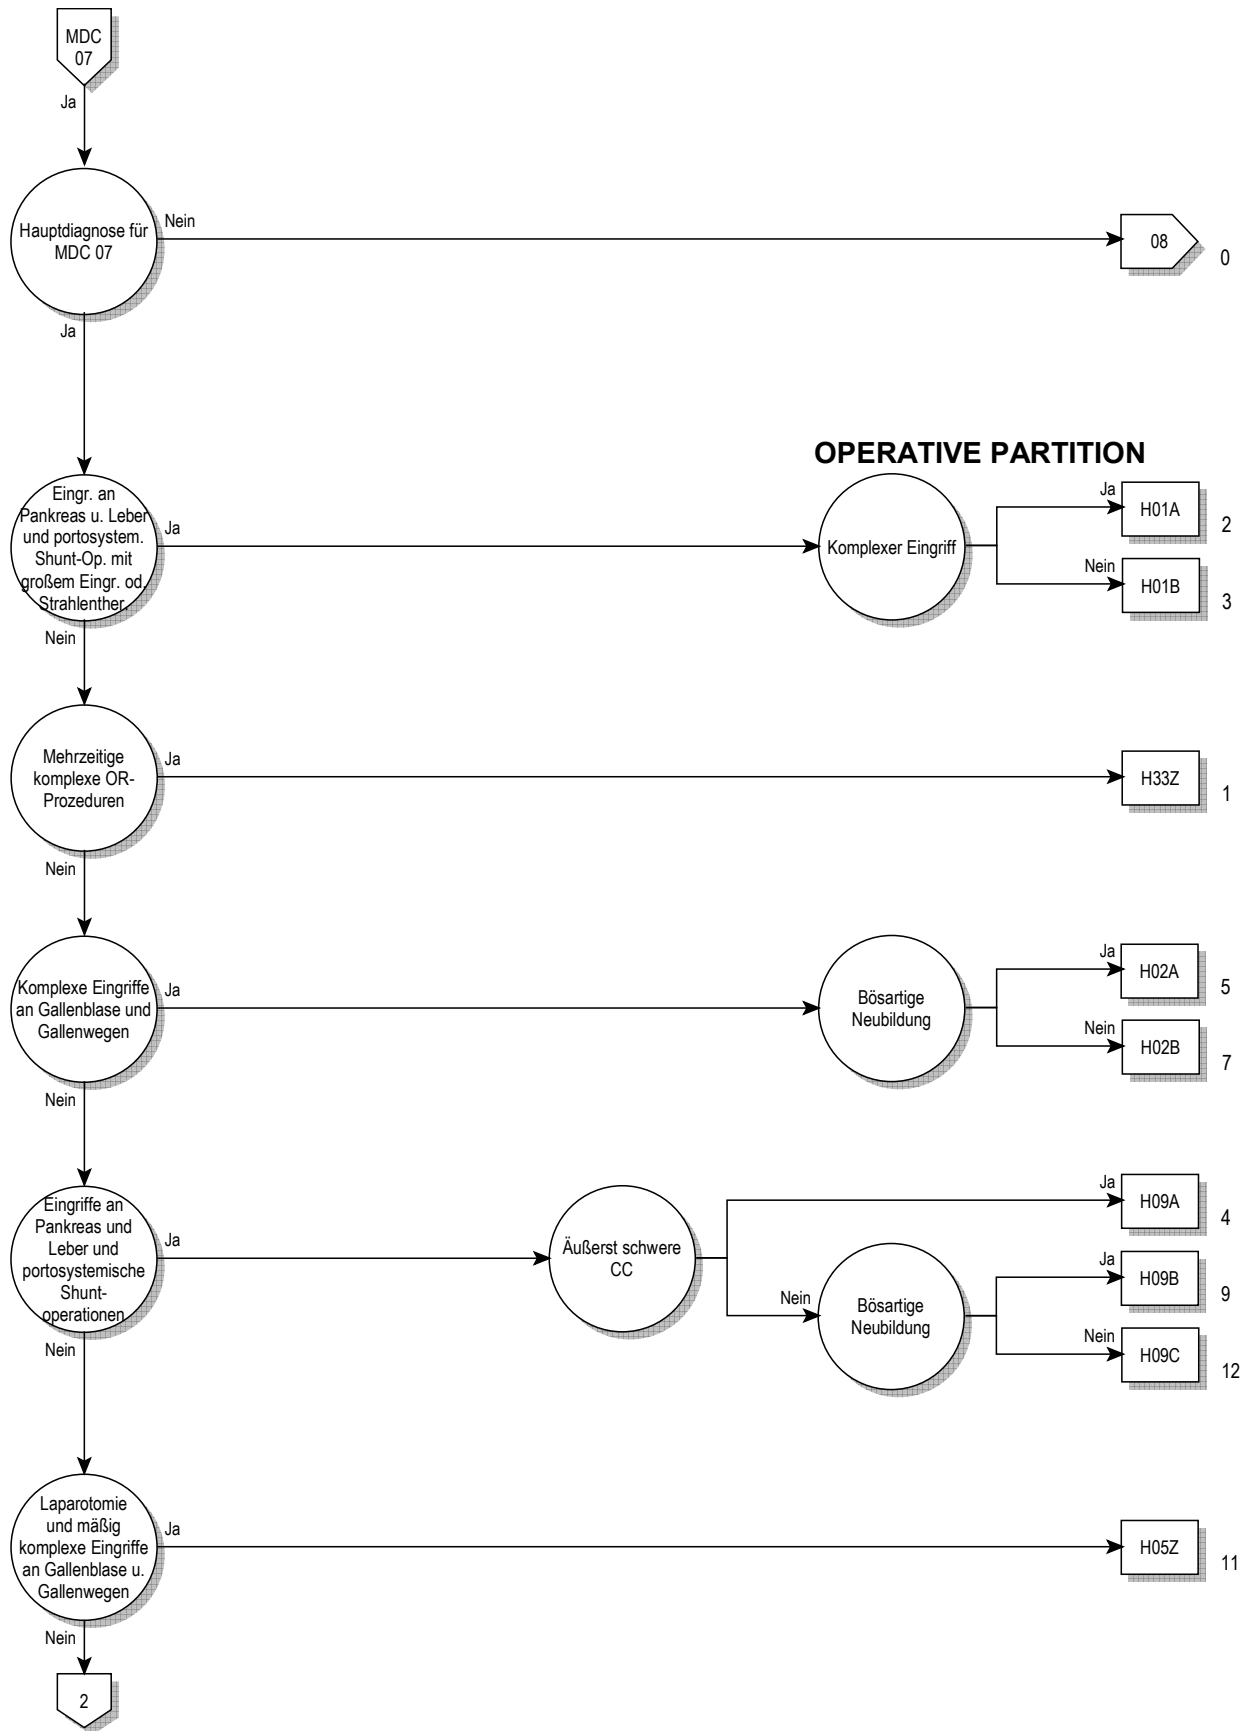 MDC
07
Ja
Hauptdiagnose für
MDC 07
Nein
08
0
Ja
OPERATIVE PARTITION
Eingr. an
Pankreas u. Leber
und portosystem.
Shunt-Op. mit
großem Eingr. od.
Strahlenther.
Ja
Komplexer Eingriff
Ja
H01A
2
Nein
H01B
3
Nein
Mehrzeitige
komplexe OR-
Prozeduren
Ja
H33Z
1
Nein
Komplexe Eingriffe
an Gallenblase und
Gallenwegen
Ja
Bösartige
Neubildung
Ja
H02A
5
Nein
H02B
7
Nein
Eingriffe an
Pankreas und
Leber und
portosystemische
Shunt-
operationen
Ja
Äußerst schwere
CC
Ja
H09A
4
Nein
Bösartige
Neubildung
Ja
H09B
9
Nein
H09C
12
Nein
Laparotomie
und mäßig
komplexe Eingriffe
an Gallenblase u.
Gallenwegen
Ja
H05Z
11
Nein
2